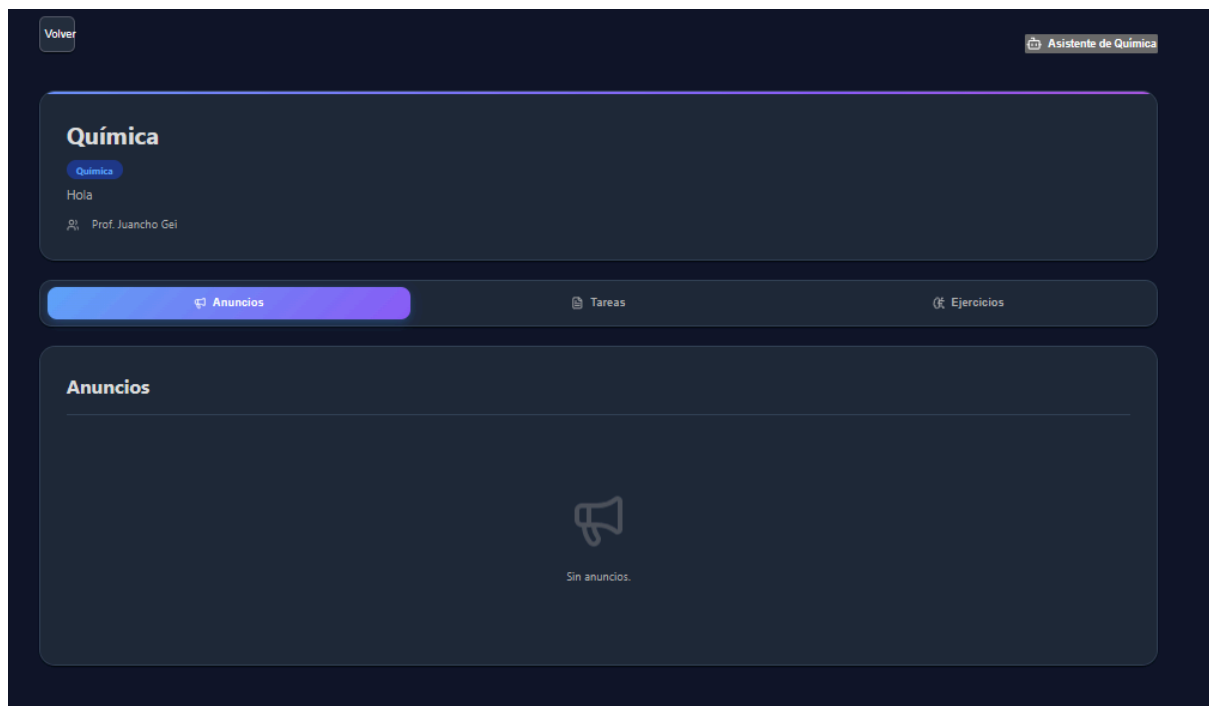 Volver
Asistente de Química
Química
Química
Hola
Prof. Juancho Gei
Anuncios
Tareas
Ejercicios
Anuncios
Sin anuncios.